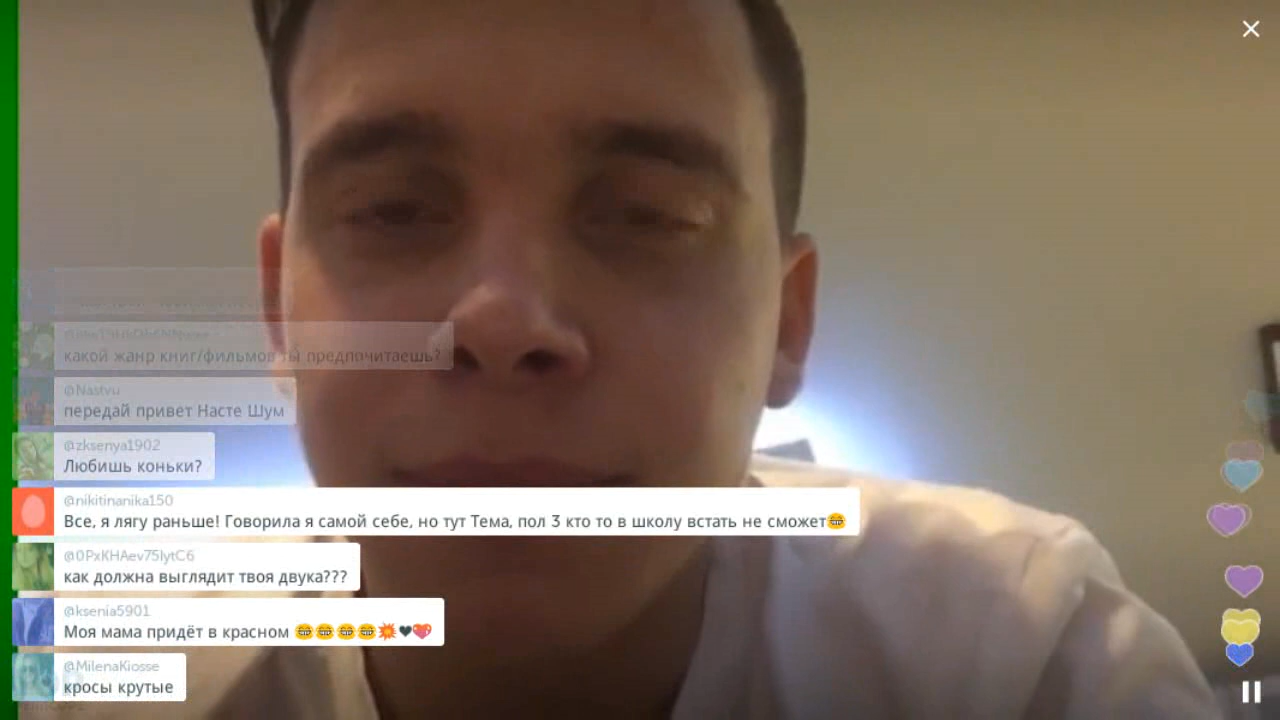 какой жанр книг/фильмов ты предпочитаешь?
@Nastvu
передай привет Насте Шум
@zksenya1902
Любишь коньки?
@nikitinanika150
Все, я лягу раньше! Говорила я самой себе, но тут Тема, пол 3 кто то в школу встать не сможет😁
@0PxKHAev75IytC6
как должна выглядит твоя двука???
@ksenia5901
Моя мама придёт в красном 😁😁😁😁💥🖤💖
@MilenaKiosse
кросы крутые